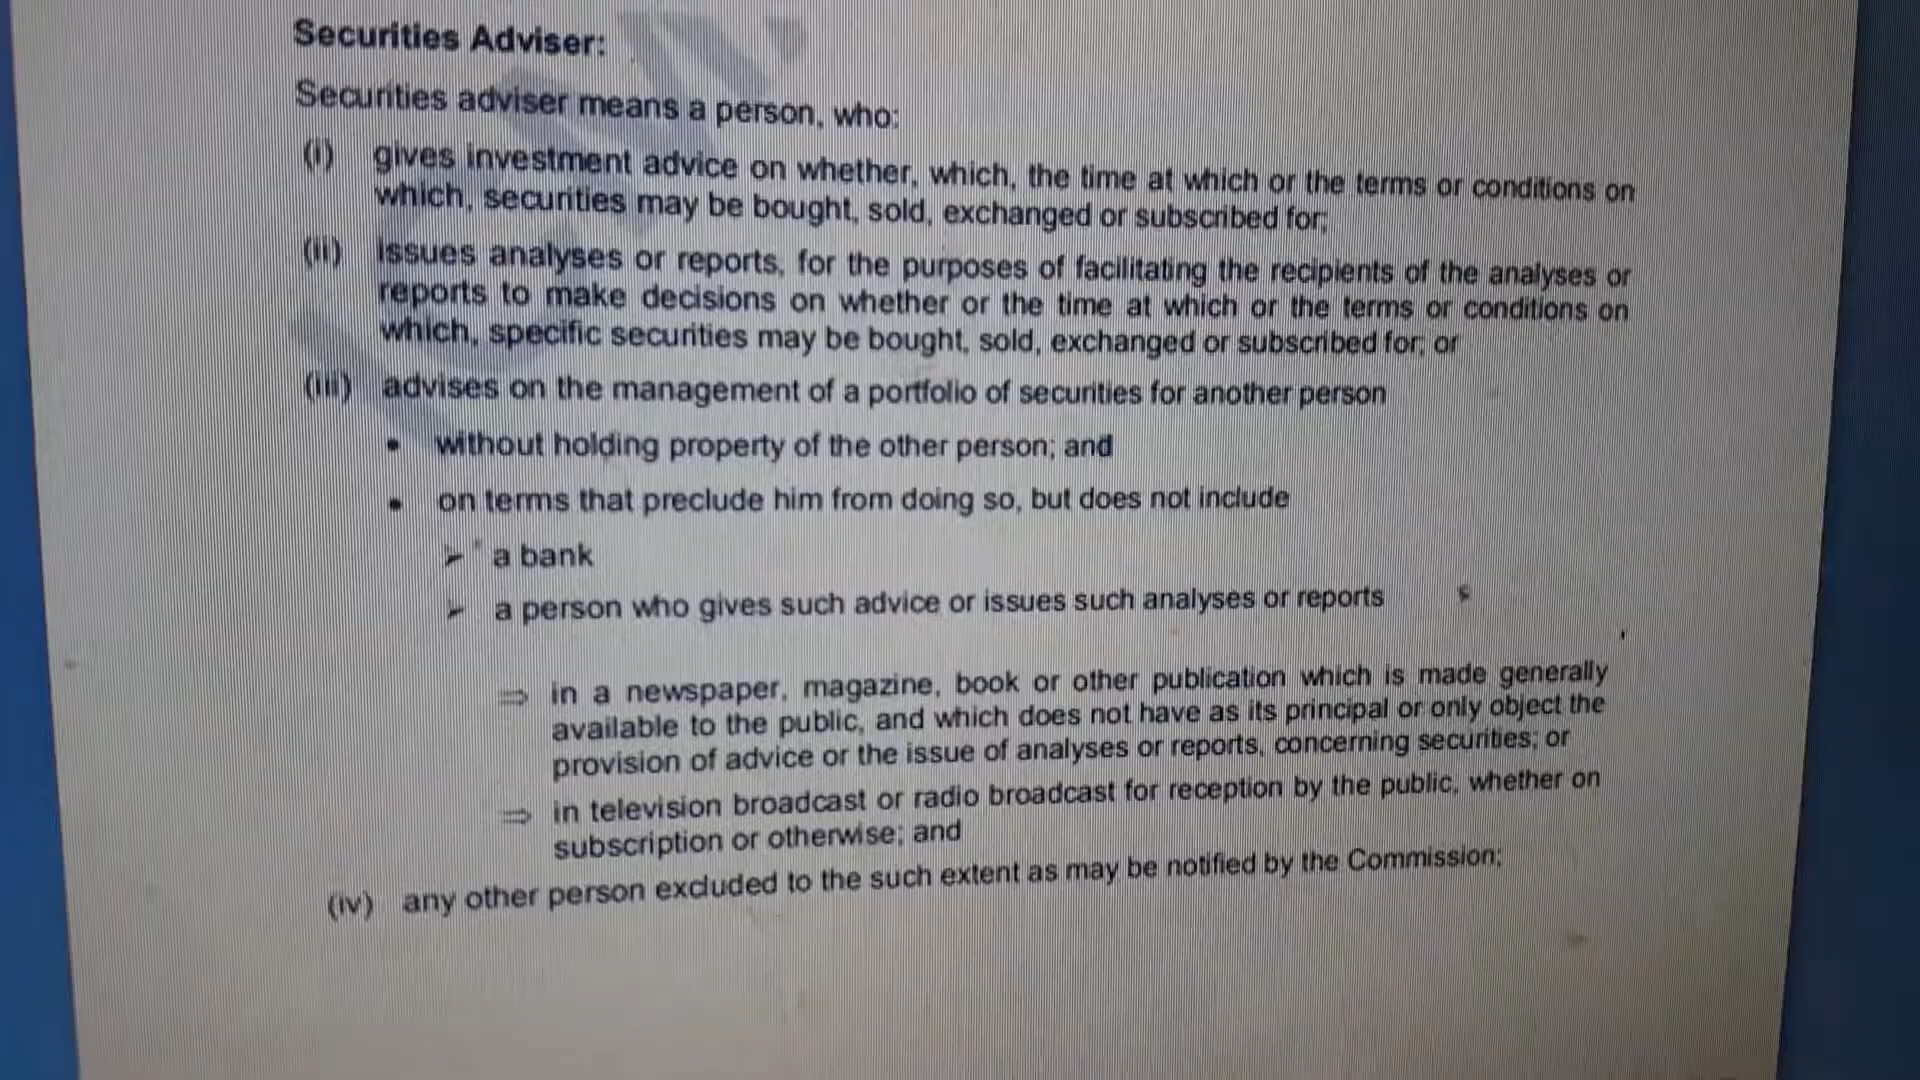 Securities Adviser:
Securities adviser means a person, who:
(i) gives investment advice on whether, which, the time at which or the terms or conditions on
which, securities may be bought, sold, exchanged or subscribed for;
(ii) issues analyses or reports, for the purposes of facilitating the recipients of the analyses or
reports to make decisions on whether or the time at which or the terms or conditions on
which, specific securities may be bought, sold, exchanged or subscribed for; or
(iii) advises on the management of a portfolio of securities for another person
• without holding property of the other person; and
• on terms that preclude him from doing so, but does not include
➢ a bank
➢ a person who gives such advice or issues such analyses or reports
⇒ in a newspaper, magazine, book or other publication which is made generally
available to the public, and which does not have as its principal or only object the
provision of advice or the issue of analyses or reports, concerning securities; or
⇒ in television broadcast or radio broadcast for reception by the public, whether on
subscription or otherwise; and
(iv) any other person excluded to the such extent as may be notified by the Commission;